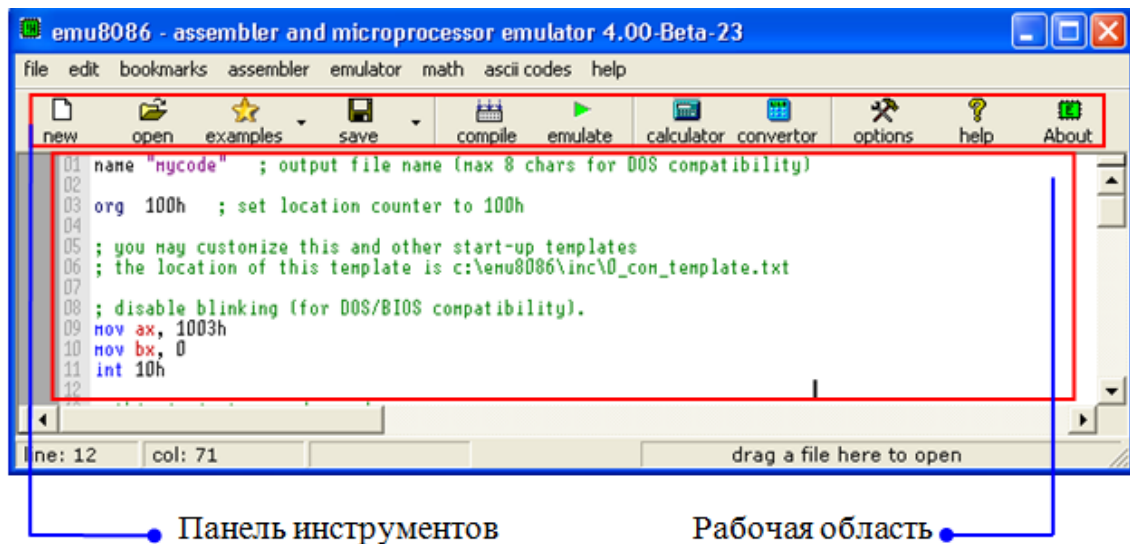 emu8086 - assembler and microprocessor emulator 4.00-Beta-23
file edit bookmarks assembler emulator math ascii codes help
new open examples save compile emulate calculator convertor options help About
01 name "mycode" ; output file name (max 8 chars for DOS compatibility)
02
03 org 100h ; set location counter to 100h
04
05 ; you may customize this and other start-up templates
06 ; the location of this template is c:\emu8086\inc\0_com_template.txt
07
08 ; disable blinking (for DOS/BIOS compatibility).
09 mov ax, 1003h
10 mov bx, 0
11 int 10h
12
line: 12 col: 71 drag a file here to open
Панель инструментов Рабочая область